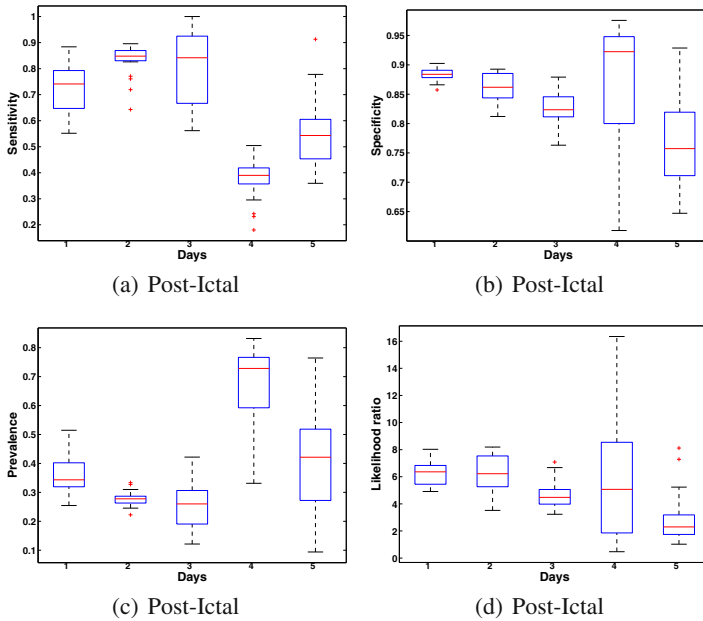 1
0.9
0.8
0.7
0.6
0.5
0.4
0.3
0.2
Sensitivity
1 2 3 4 5
Days
(a) Post-Ictal
0.95
0.9
0.85
0.8
0.75
0.7
0.65
Specificity
1 2 3 4 5
Days
(b) Post-Ictal
0.8
0.7
0.6
0.5
0.4
0.3
0.2
0.1
Prevalence
1 2 3 4 5
Days
(c) Post-Ictal
16
14
12
10
8
6
4
2
0
Likelihood ratio
1 2 3 4 5
Days
(d) Post-Ictal